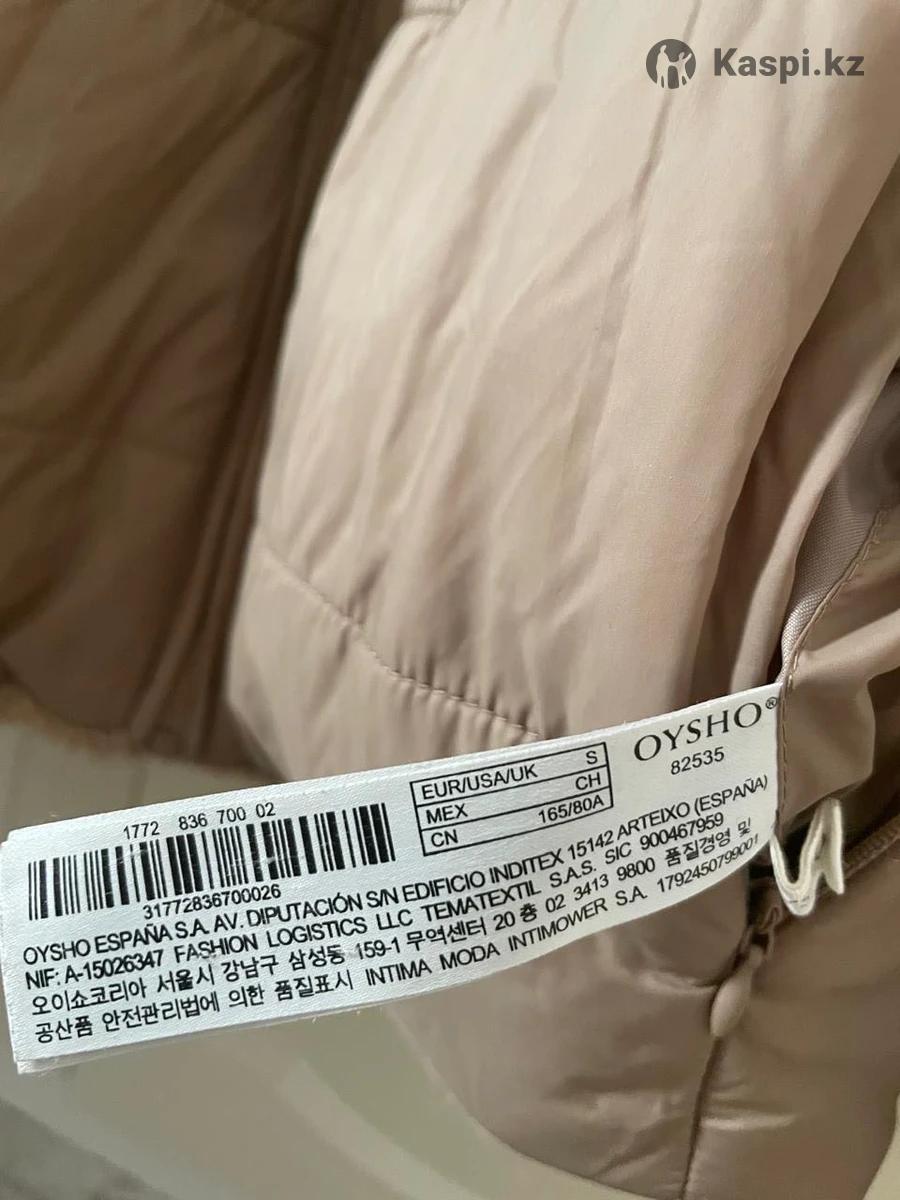 Kaspi.kz
OYSHO®
82535
EUR/USA/UK S
MEX CH
CN 165/80A
1772 836 700 02
31772836700026
OYSHO ESPAÑA S.A. AV. DIPUTACIÓN S/N EDIFICIO INDITEX 15142 ARTEIXO (ESPAÑA)
NIF: A-15026347 FASHION LOGISTICS LLC TEMATEXTIL S.A.S. SIC 900467959
오이쇼코리아 서울시 강남구 삼성동 159-1 무역센터 20 층 02 3413 9800 품질경영 및
공산품 안전관리법에 의한 품질표시 INTIMA MODA INTIMOWER S.A. 1792450799001